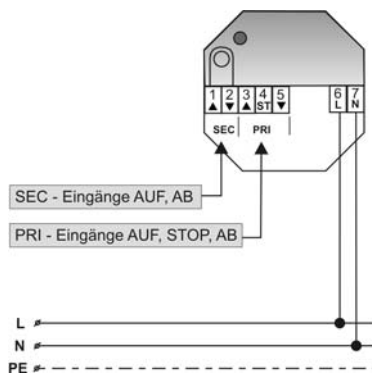 1 2 3 4 5 6 7
▲ ▼ ▲ ST ▼ L N
SEC PRI
SEC - Eingänge AUF, AB
PRI - Eingänge AUF, STOP, AB
L
N
PE